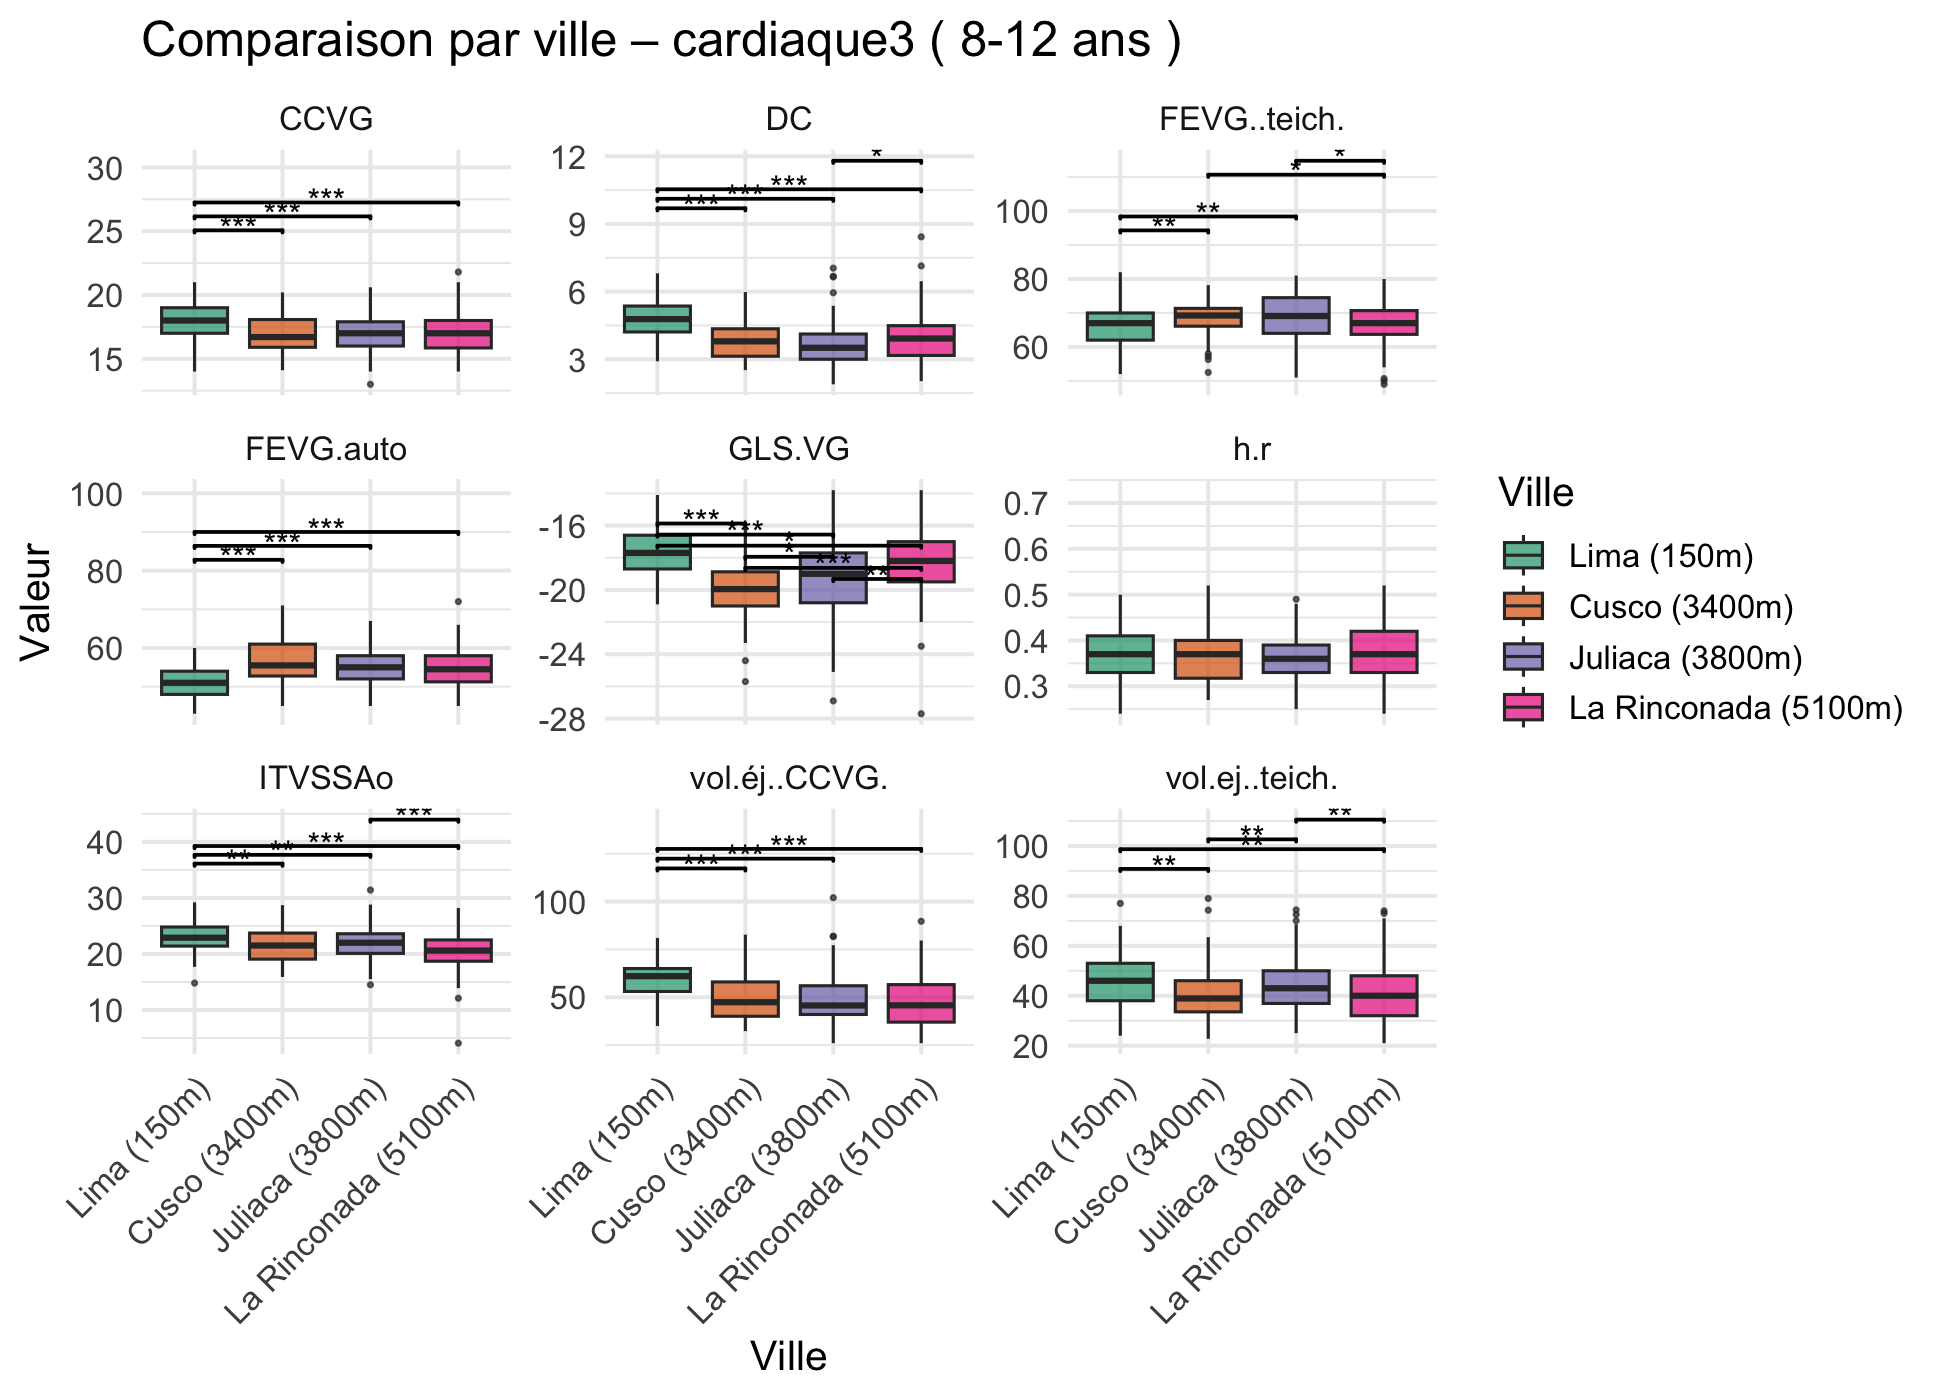 Comparaison par ville – cardiaque3 ( 8-12 ans )
CCVG
DC
FEVG..teich.
30
25
20
15
***
***
***
12
9
6
3
*
***
***
***
100
80
60
*
*
**
**
FEVG.auto
GLS.VG
h.r
100
80
60
***
***
***
-16
-20
-24
-28
***
***
*
*
***
**
0.7
0.6
0.5
0.4
0.3
ITVSSAo
vol.éj..CCVG.
vol.ej..teich.
40
30
20
10
***
***
**
**
100
50
***
***
***
100
80
60
40
20
**
**
**
**
Valeur
Lima (150m)
Cusco (3400m)
Juliaca (3800m)
La Rinconada (5100m)
Lima (150m)
Cusco (3400m)
Juliaca (3800m)
La Rinconada (5100m)
Lima (150m)
Cusco (3400m)
Juliaca (3800m)
La Rinconada (5100m)
Ville
Ville
Lima (150m)
Cusco (3400m)
Juliaca (3800m)
La Rinconada (5100m)